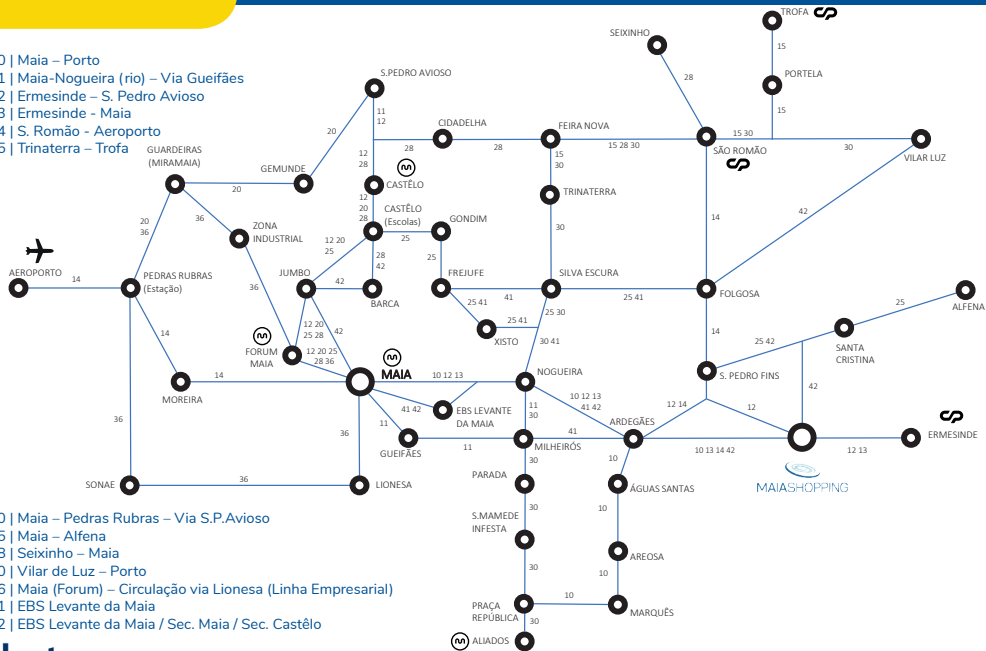 TROFA
SEIXINHO
15
0 | Maia – Porto
1 | Maia-Nogueira (rio) – Via Gueifães
2 | Ermesinde – S. Pedro Avioso
3 | Ermesinde - Maia
4 | S. Romão - Aeroporto
5 | Trinaterra – Trofa
S.PEDRO AVIOSO
28
PORTELA
11
12
15
CIDADELHA
FEIRA NOVA
20
GUARDEIRAS
(MIRAMAIA)
GEMUNDE
12
28
28
28
15
30
15 28 30
15 30
SÃO ROMÃO
30
VILAR LUZ
20
CASTÊLO
TRINATERRA
12
20
28
CASTÊLO
(Escolas)
GONDIM
20
36
36
ZONA
INDUSTRIAL
12 20
25
25
30
14
42
28
42
25
AEROPORTO
14
PEDRAS RUBRAS
(Estação)
JUMBO
42
BARCA
FREJUFE
41
SILVA ESCURA
25 41
FOLGOSA
25
ALFENA
36
25 41
25 30
12 20
25 28
42
25 41
XISTO
30 41
14
14
25 42
SANTA
CRISTINA
FORUM
MAIA
12 20 25
28 36
MAIA
10 12 13
NOGUEIRA
S. PEDRO FINS
14
MOREIRA
42
10 12 13
41 42
41 42
EBS LEVANTE
DA MAIA
11
30
12 14
12
11
ARDEGÃES
36
36
GUEIFÃES
11
MILHEIRÓS
41
10 13 14 42
12 13
ERMESINDE
30
10
PARADA
SONAE
36
LIONESA
ÁGUAS SANTAS
MAIASHOPPING
30
10
S.MAMEDE
INFESTA
0 | Maia – Pedras Rubras – Via S.P.Avioso
5 | Maia – Alfena
8 | Seixinho – Maia
0 | Vilar de Luz – Porto
6 | Maia (Forum) – Circulação via Lionesa (Linha Empresarial)
1 | EBS Levante da Maia
2 | EBS Levante da Maia / Sec. Maia / Sec. Castêlo
AREOSA
30
10
PRAÇA
REPÚBLICA
10
MARQUÊS
30
ALIADOS